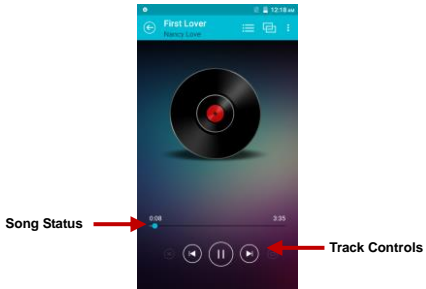 12:18 AM
First Lover
Nancy Love
0:08
3:35
Song Status
Track Controls